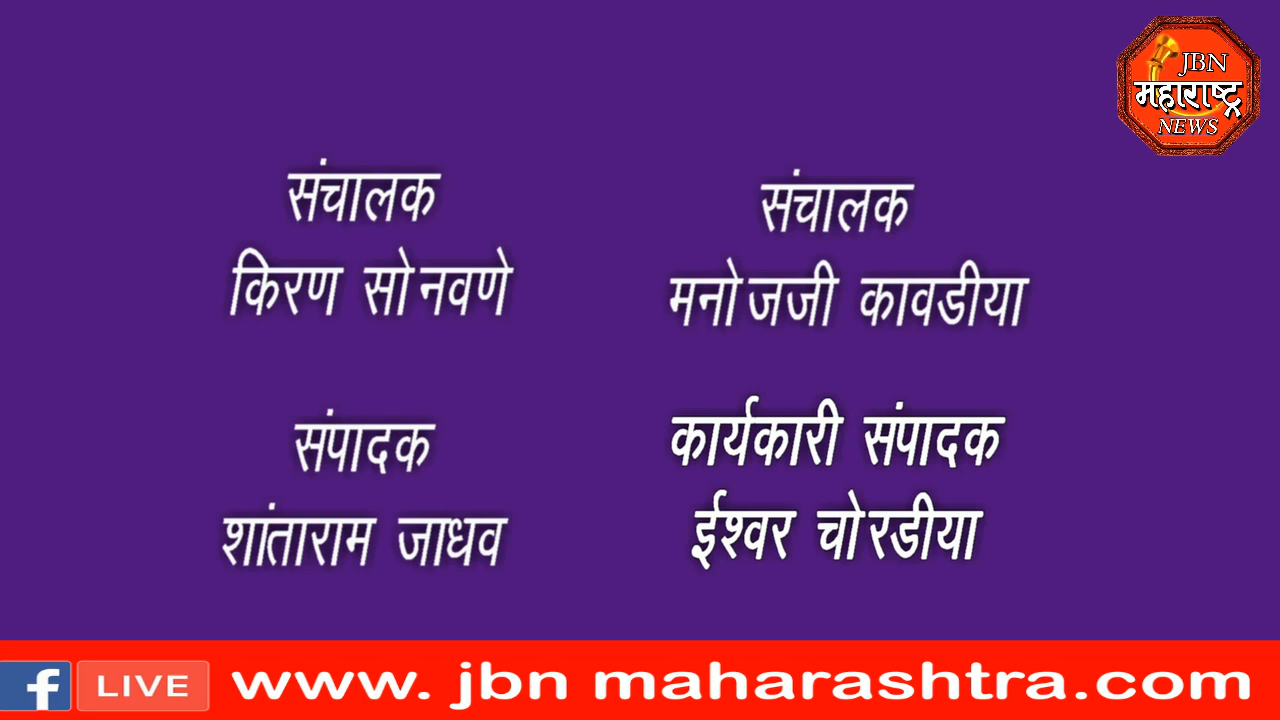 JBN
महाराष्ट्र
NEWS
संचालक
किरण सोनवणे
संचालक
मनोजजी कावडीया
संपादक
शांताराम जाधव
कार्यकारी संपादक
ईश्वर चोरडीया
f LIVE www. jbn maharashtra.com